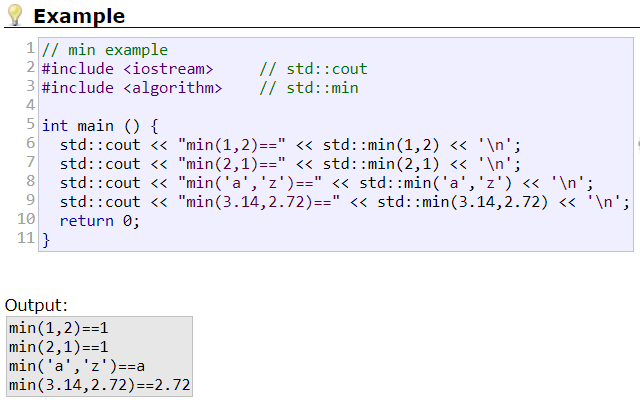 Example
1 // min example
2 #include <iostream>     // std::cout
3 #include <algorithm>    // std::min
4
5 int main () {
6   std::cout << "min(1,2)==" << std::min(1,2) << '\n';
7   std::cout << "min(2,1)==" << std::min(2,1) << '\n';
8   std::cout << "min('a','z')==" << std::min('a','z') << '\n';
9   std::cout << "min(3.14,2.72)==" << std::min(3.14,2.72) << '\n';
10   return 0;
11 }
Output:
min(1,2)==1
min(2,1)==1
min('a','z')==a
min(3.14,2.72)==2.72